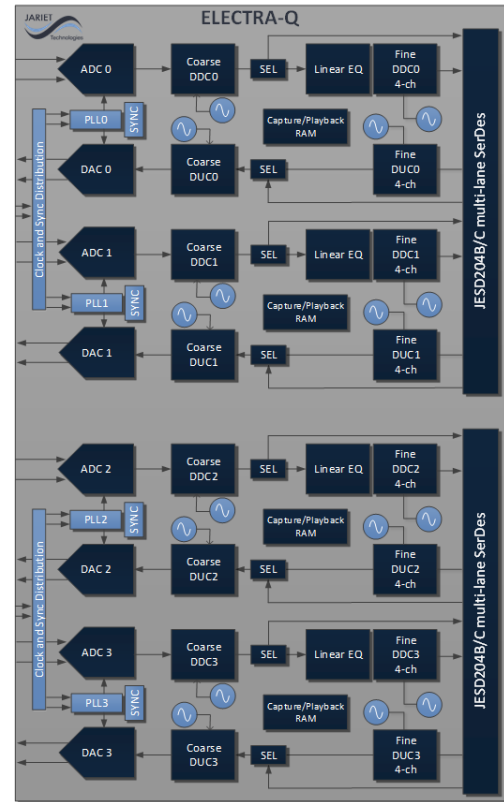 JARIET
Technologies
ELECTRA-Q
ADC 0
Coarse
DDC0
SEL
Linear EQ
Fine
DDC0
4-ch
PLL0
SYNC
Capture/Playback
RAM
DAC 0
Coarse
DUC0
SEL
Fine
DUC0
4-ch
Clock and Sync Distribution
JESD204B/C multi-lane SerDes
ADC 1
Coarse
DDC1
SEL
Linear EQ
Fine
DDC1
4-ch
PLL1
SYNC
Capture/Playback
RAM
DAC 1
Coarse
DUC1
SEL
Fine
DUC1
4-ch
ADC 2
Coarse
DDC2
SEL
Linear EQ
Fine
DDC2
4-ch
PLL2
SYNC
Capture/Playback
RAM
DAC 2
Coarse
DUC2
SEL
Fine
DUC2
4-ch
Clock and Sync Distribution
JESD204B/C multi-lane SerDes
ADC 3
Coarse
DDC3
SEL
Linear EQ
Fine
DDC3
4-ch
PLL3
SYNC
Capture/Playback
RAM
DAC 3
Coarse
DUC3
SEL
Fine
DUC3
4-ch